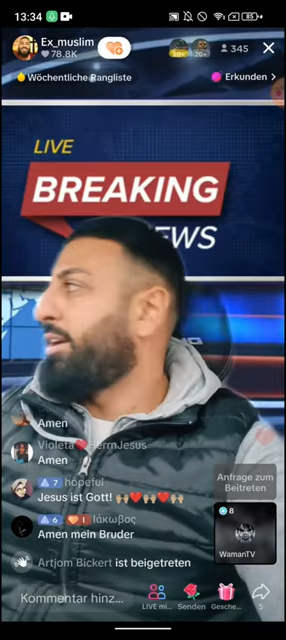 13:34
85
Ex_muslim
78.8K
20+
345
Wöchentliche Rangliste
Erkunden >
LIVE
BREAKING
NEWS
Amen
Violeta❤️HerrnJesus
Amen
7 hopeful
Jesus ist Gott! 🙌🏼❤️🙌🏼❤️🙌🏼
6 1 Ιάκωβος
Amen mein Bruder
Artjom Bickert ist beigetreten
Anfrage zum
Beitreten
8
WamanTV
Kommentar hinz...
LIVE mi...
Senden
Gesche...
5